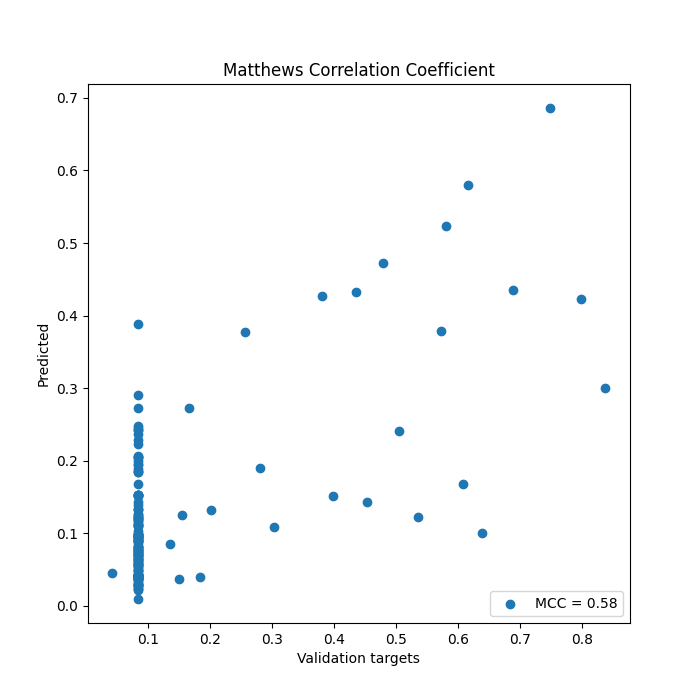 Matthews Correlation Coefficient
0.7
0.6
0.5
0.4
0.3
0.2
0.1
0.0
Predicted
MCC = 0.58
0.1 0.2 0.3 0.4 0.5 0.6 0.7 0.8
Validation targets